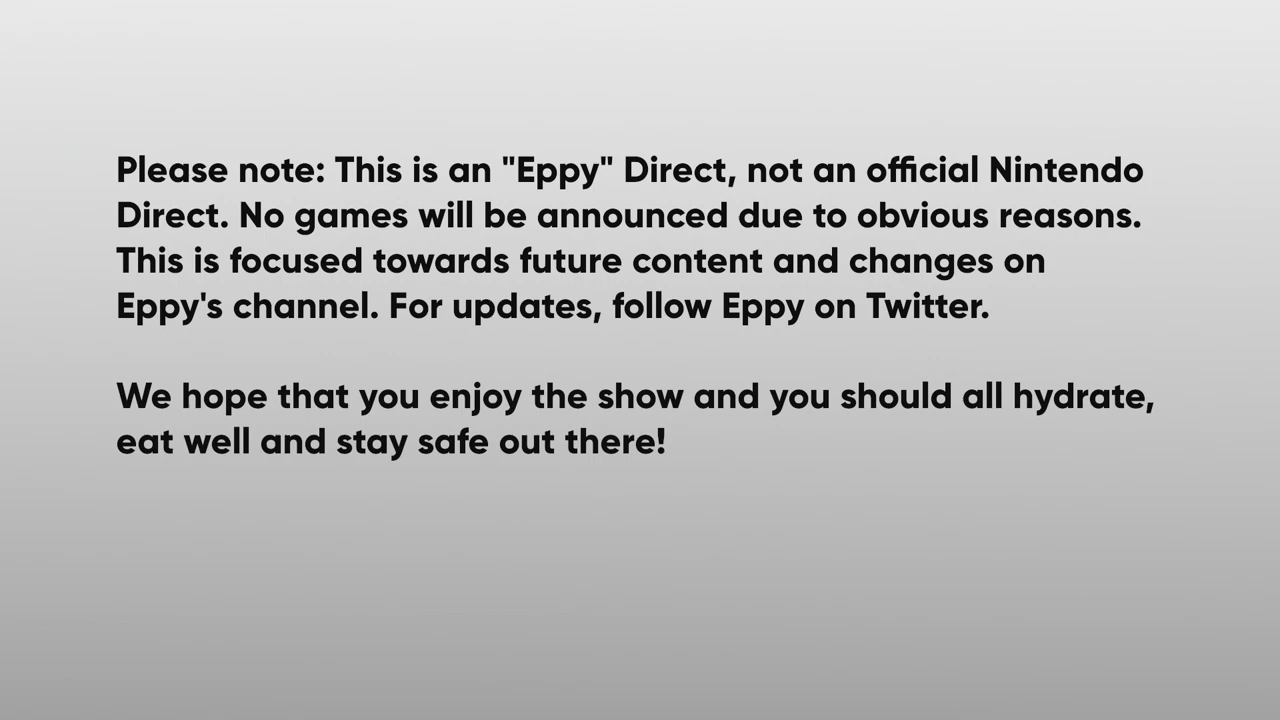 Please note: This is an "Eppy" Direct, not an official Nintendo
Direct. No games will be announced due to obvious reasons.
This is focused towards future content and changes on
Eppy's channel. For updates, follow Eppy on Twitter.
We hope that you enjoy the show and you should all hydrate,
eat well and stay safe out there!